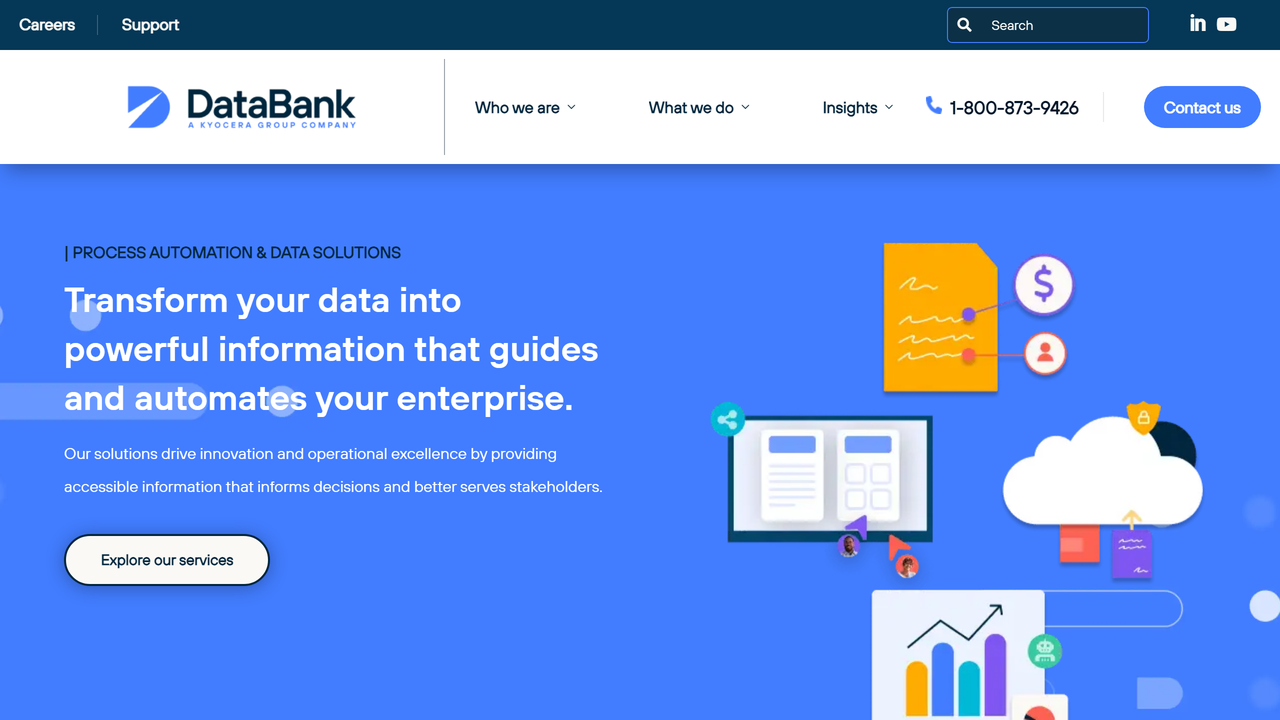 Careers
Support
Search
DataBank
A KYOCERA GROUP COMPANY
Who we are
What we do
Insights
1-800-873-9426
Contact us
| PROCESS AUTOMATION & DATA SOLUTIONS
Transform your data into
powerful information that guides
and automates your enterprise.
Our solutions drive innovation and operational excellence by providing
accessible information that informs decisions and better serves stakeholders.
Explore our services